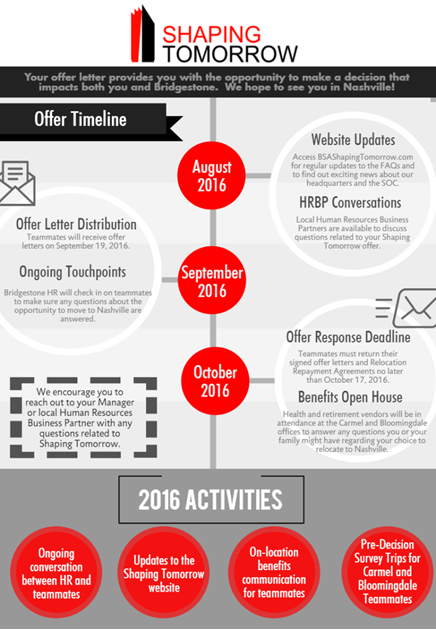 SHAPING
TOMORROW
Your offer letter provides you with the opportunity to make a decision that
impacts both you and Bridgestone. We hope to see you in Nashville!
Offer Timeline
August
2016
Website Updates
Access BSAShapingTomorrow.com
for regular updates to the FAQs and
to find out exciting news about our
headquarters and the SOC.
HRBP Conversations
Local Human Resources Business
Partners are available to discuss
questions related to your Shaping
Tomorrow offer.
Offer Letter Distribution
Teammates will receive offer
letters on September 19, 2016.
Ongoing Touchpoints
Bridgestone HR will check in on teammates
to make sure any questions about the
opportunity to move to Nashville are
answered.
September
2016
October
2016
Offer Response Deadline
Teammates must return their
signed offer letters and Relocation
Repayment Agreements no later
than October 17, 2016.
Benefits Open House
Health and retirement vendors will be in
attendance at the Carmel and Bloomingdale
offices to answer any questions you or your
family might have regarding your choice to
relocate to Nashville.
We encourage you to
reach out to your Manager
or local Human Resources
Business Partner with any
questions related to
Shaping Tomorrow.
2016 ACTIVITIES
Ongoing
conversation
between HR and
teammates
Updates to the
Shaping Tomorrow
website
On-location
benefits
communication
for teammates
Pre-Decision
Survey Trips for
Carmel and
Bloomingdale
Teammates